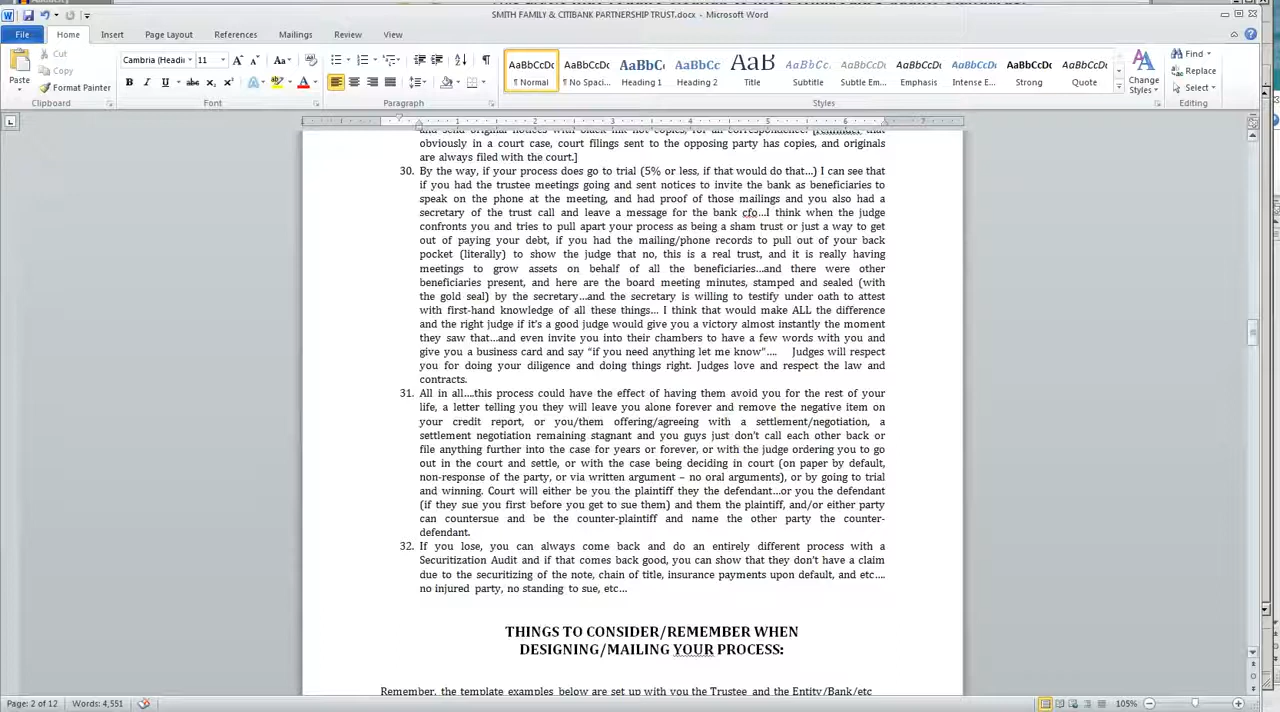 SMITH FAMILY & CITIBANK PARTNERSHIP TRUST.docx - Microsoft Word
File Home Insert Page Layout References Mailings Review View
Cut
Copy
Format Painter
Paste
Clipboard
Cambria (Headin 11
Font
Paragraph
AaBbCcDc AaBbCcDc AaBbC AaBbCc AaB AaBbCc. AaBbCcDc AaBbCcDc AaBbCcDc AaBbCcDc AaBbCcDc
¶ Normal ¶ No Spaci... Heading 1 Heading 2 Title Subtitle Subtle Em... Emphasis Intense E... Strong Quote
Styles
Change Styles
Find
Replace
Select
Editing
obviously in a court case, court filings sent to the opposing party has copies, and originals
are always filed with the court.]
30. By the way, if your process does go to trial (5% or less, if that would do that...) I can see that
if you had the trustee meetings going and sent notices to invite the bank as beneficiaries to
speak on the phone at the meeting, and had proof of those mailings and you also had a
secretary of the trust call and leave a message for the bank cfo...I think when the judge
confronts you and tries to pull apart your process as being a sham trust or just a way to get
out of paying your debt, if you had the mailing/phone records to pull out of your back
pocket (literally) to show the judge that no, this is a real trust, and it is really having
meetings to grow assets on behalf of all the beneficiaries...and there were other
beneficiaries present, and here are the board meeting minutes, stamped and sealed (with
the gold seal) by the secretary...and the secretary is willing to testify under oath to attest
with first-hand knowledge of all these things... I think that would make ALL the difference
and the right judge if it's a good judge would give you a victory almost instantly the moment
they saw that...and even invite you into their chambers to have a few words with you and
give you a business card and say "if you need anything let me know".... Judges will respect
you for doing your diligence and doing things right. Judges love and respect the law and
contracts.
31. All in all....this process could have the effect of having them avoid you for the rest of your
life, a letter telling you they will leave you alone forever and remove the negative item on
your credit report, or you/them offering/agreeing with a settlement/negotiation, a
settlement negotiation remaining stagnant and you guys just don't call each other back or
file anything further into the case for years or forever, or with the judge ordering you to go
out in the court and settle, or with the case being deciding in court (on paper by default,
non-response of the party, or via written argument – no oral arguments), or by going to trial
and winning. Court will either be you the plaintiff they the defendant...or you the defendant
(if they sue you first before you get to sue them) and them the plaintiff, and/or either party
can countersue and be the counter-plaintiff and name the other party the counter-
defendant.
32. If you lose, you can always come back and do an entirely different process with a
Securitization Audit and if that comes back good, you can show that they don't have a claim
due to the securitizing of the note, chain of title, insurance payments upon default, and etc....
no injured party, no standing to sue, etc...
THINGS TO CONSIDER/REMEMBER WHEN
DESIGNING/MAILING YOUR PROCESS:
Remember, the template examples below are set up with you the Trustee and the Entity/Bank/etc
Page: 2 of 12 Words: 4,551 105%